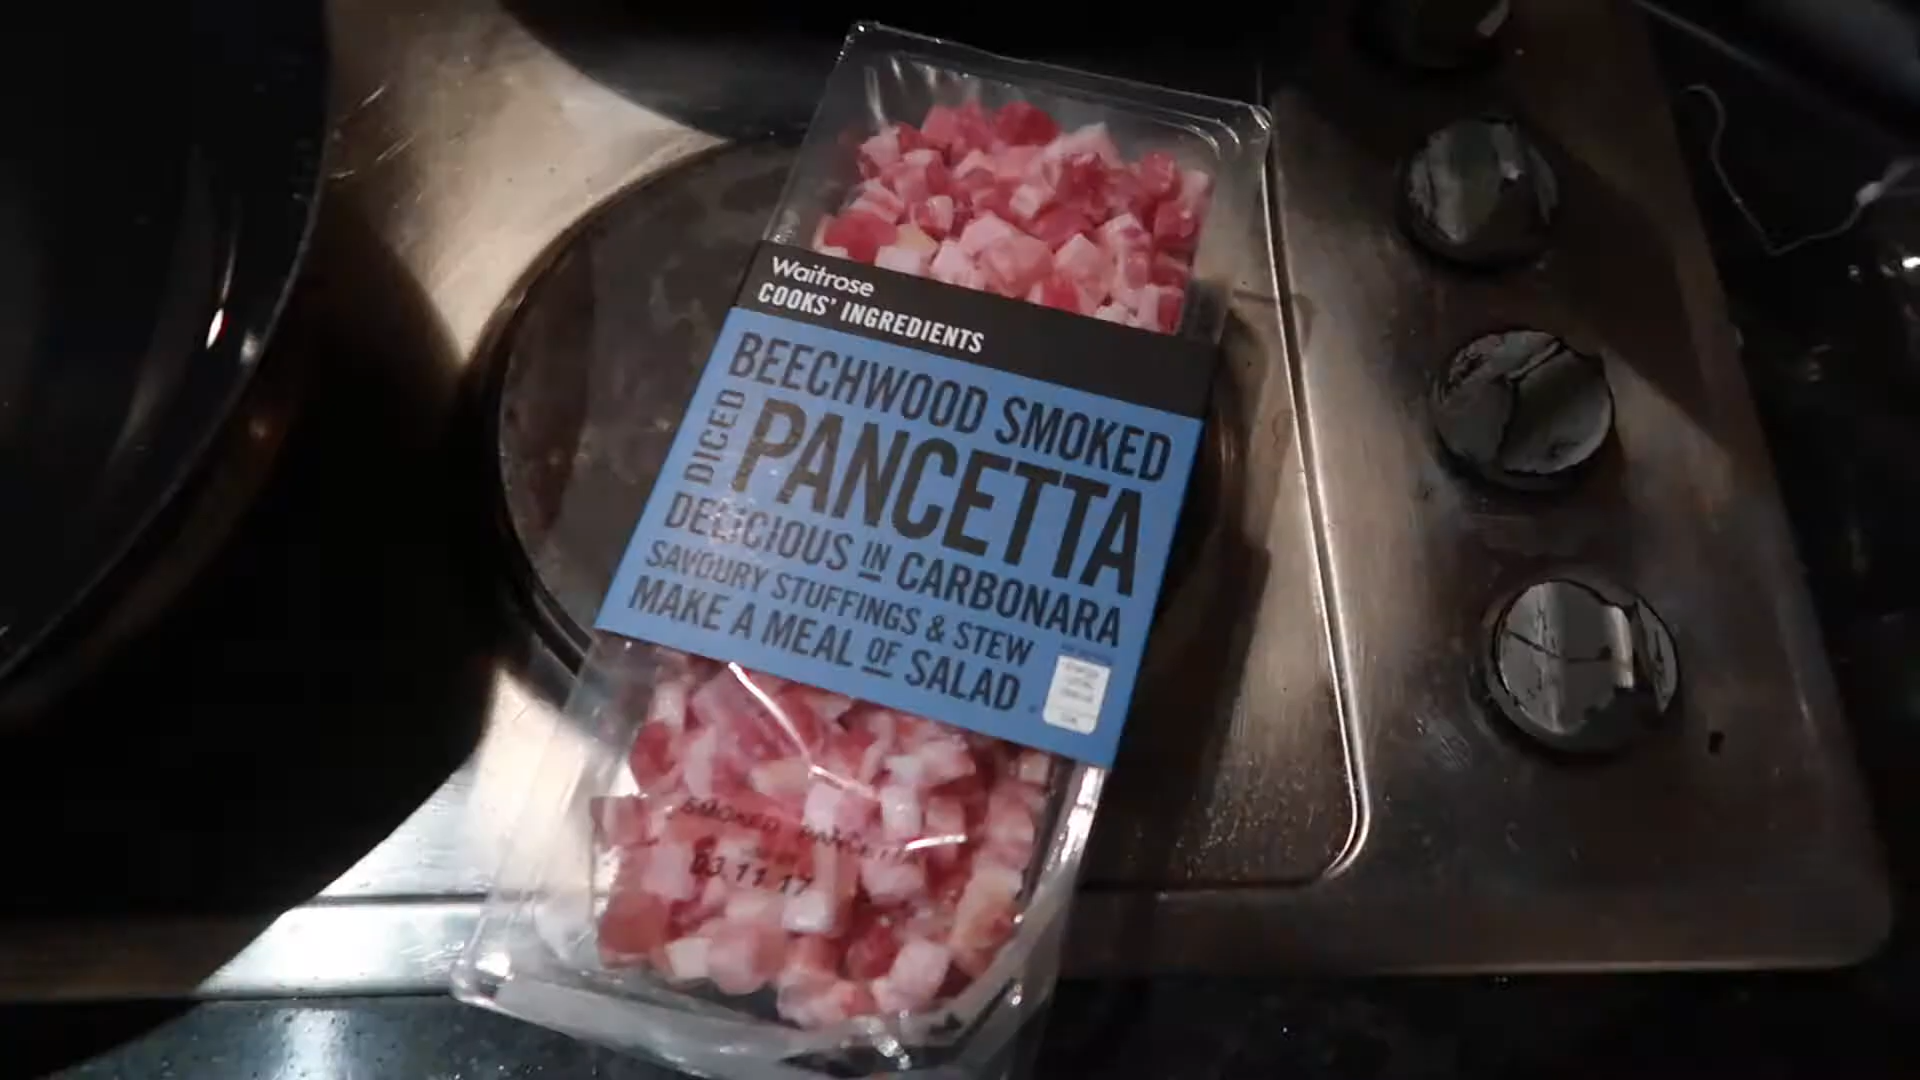 Waitrose
COOKS' INGREDIENTS
BEECHWOOD SMOKED
DICED
PANCETTA
DELICIOUS IN CARBONARA
SAVOURY STUFFINGS & STEW
MAKE A MEAL OF SALAD
SMOKED PANCETTA
03.11.17